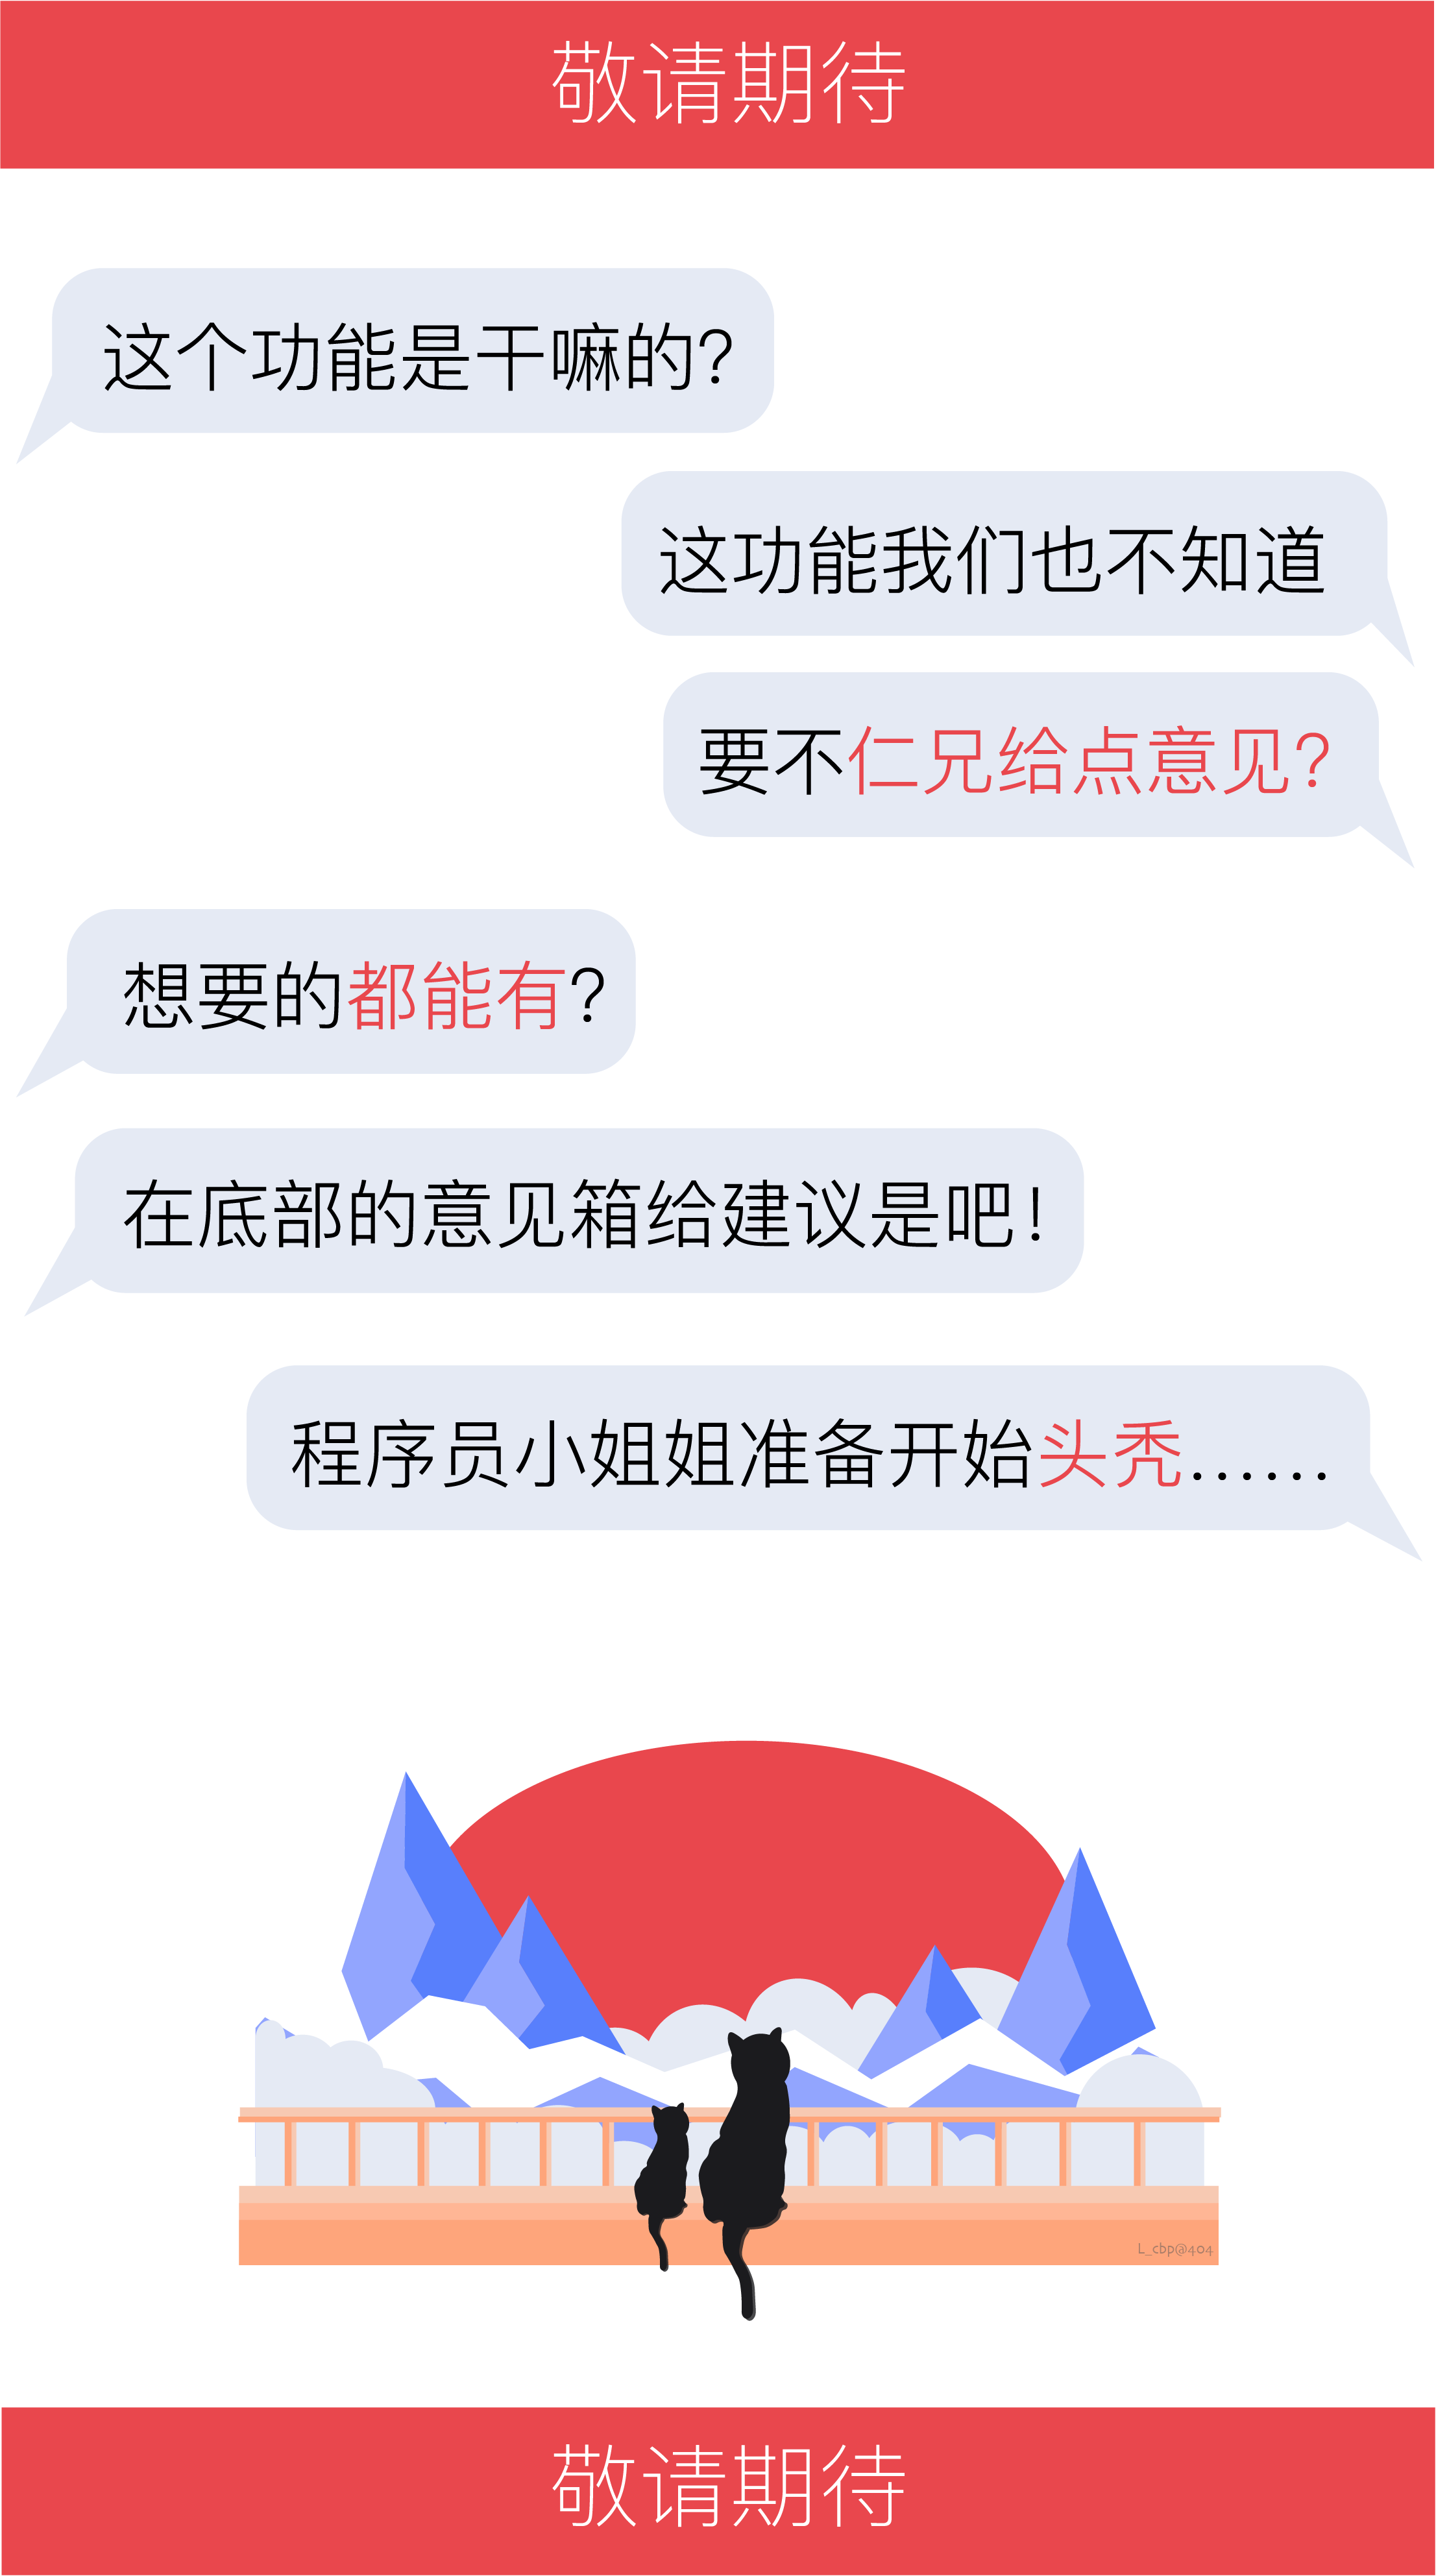 敬请期待
这个功能是干嘛的?
这功能我们也不知道
要不仁兄给点意见?
想要的都能有?
在底部的意见箱给建议是吧!
程序员小姐姐准备开始头秃......
L_cbp@404
敬请期待